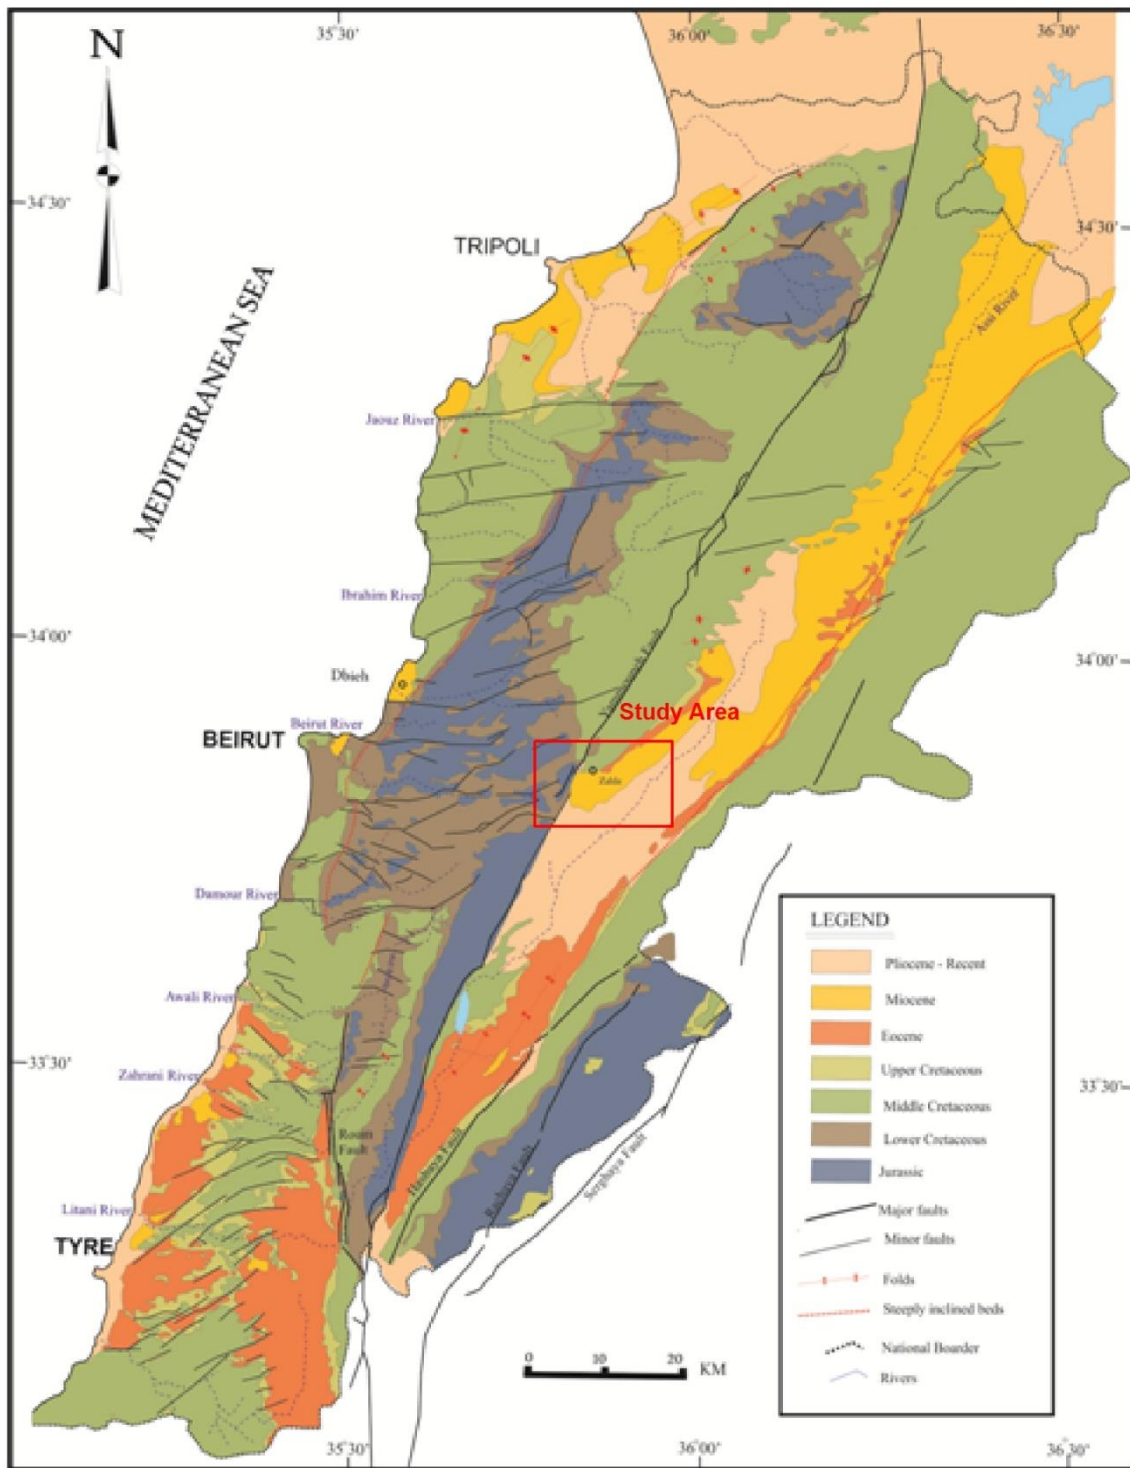 35°30'
36°00'
36°30'
N
34°30'
34°30'
TRIPOLI
MEDITERRANEAN SEA
Assi River
Jaouz River
Ibrahim River
34°00'
34°00'
Dbieh
Yammouneh Fault
Study Area
Beirut River
BEIRUT
Zahle
Damour River
LEGEND
Pliocene - Recent
Miocene
Eocene
Upper Cretaceous
Middle Cretaceous
Lower Cretaceous
Jurassic
Major faults
Minor faults
Folds
Steeply inclined beds
National Boarder
Rivers
Awali River
33°30'
33°30'
Zahrani River
Roum
Fault
Hasbaya Fault
Rachaya Fault
Serghaya Fault
Litani River
TYRE
0 10 20
KM
35°30'
36°00'
36°30'